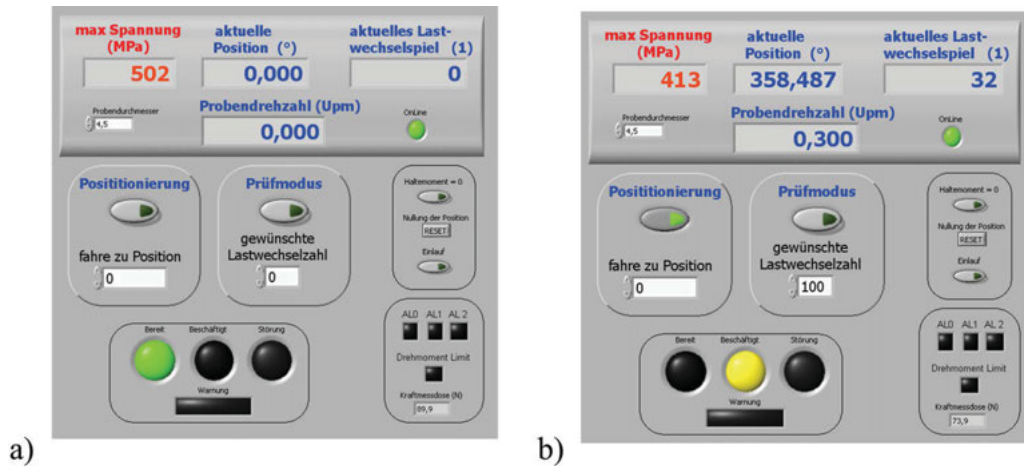 max Spannung
(MPa)
aktuelle
Position (°)
aktuelles Last-
wechselspiel (1)
502
0,000
0
Probendurchmesser
4,5
Probendrehzahl (Upm)
0,000
OnLine
Posititionierung
fahre zu Position
0
Prüfmodus
gewünschte
Lastwechselzahl
0
Haltemoment = 0
Nullung der Position
RESET
Einlauf
Bereit
Beschäftigt
Störung
Warnung
AL0 AL1 AL 2
Drehmoment Limit
Kraftmessdose (N)
89,9
a)
max Spannung
(MPa)
aktuelle
Position (°)
aktuelles Last-
wechselspiel (1)
413
358,487
32
Probendurchmesser
4,5
Probendrehzahl (Upm)
0,300
OnLine
Posititionierung
fahre zu Position
0
Prüfmodus
gewünschte
Lastwechselzahl
100
Haltemoment = 0
Nullung der Position
RESET
Einlauf
Bereit
Beschäftigt
Störung
Warnung
AL0 AL1 AL 2
Drehmoment Limit
Kraftmessdose (N)
73,9
b)